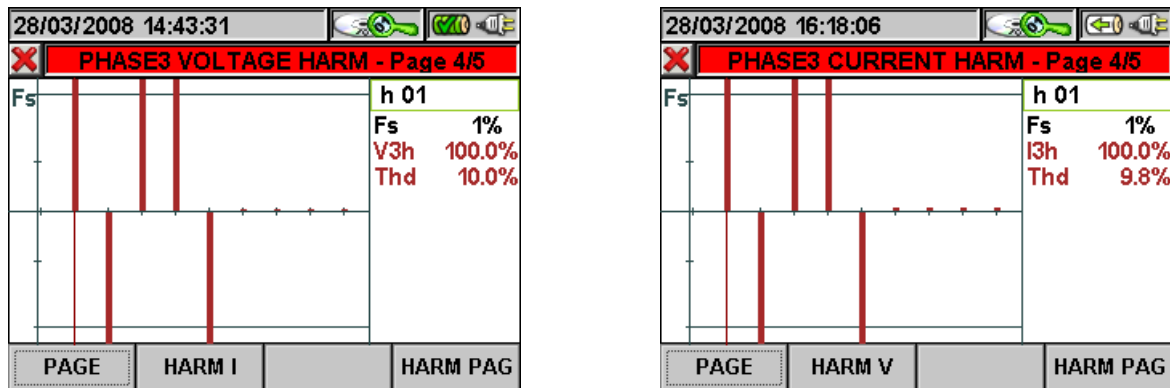 28/03/2008 14:43:31
PHASE3 VOLTAGE HARM - Page 4/5
Fs
h 01
Fs 1%
V3h 100.0%
Thd 10.0%
PAGE HARM I HARM PAG
28/03/2008 16:18:06
PHASE3 CURRENT HARM - Page 4/5
Fs
h 01
Fs 1%
I3h 100.0%
Thd 9.8%
PAGE HARM V HARM PAG